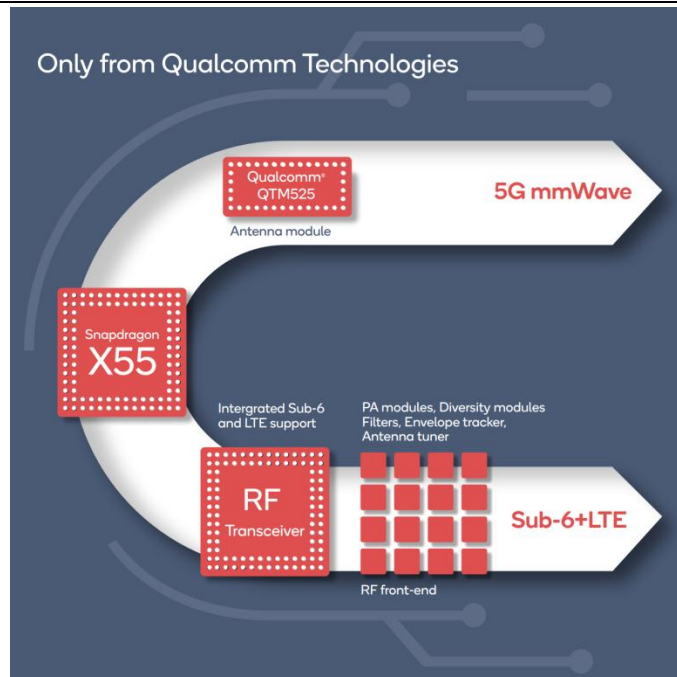 Only from Qualcomm Technologies
Qualcomm®
QTM525
Antenna module
5G mmWave
Snapdragon
X55
Intergrated Sub-6
and LTE support
RF
Transceiver
PA modules, Diversity modules
Filters, Envelope tracker,
Antenna tuner
RF front-end
Sub-6+LTE